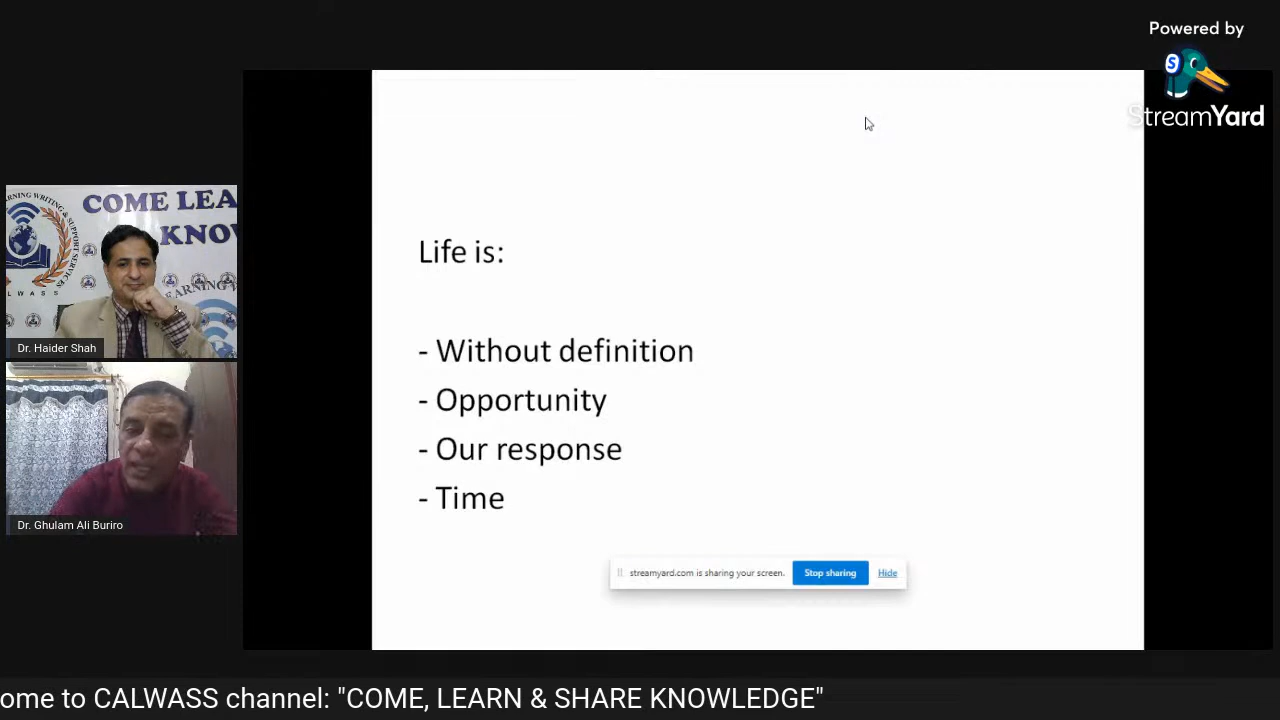 Powered by
StreamYard
COME LEA
KNOW
Dr. Haider Shah
Dr. Ghulam Ali Buriro
Life is:
- Without definition
- Opportunity
- Our response
- Time
streamyard.com is sharing your screen.
Stop sharing
Hide
ome to CALWASS channel: "COME, LEARN & SHARE KNOWLEDGE"